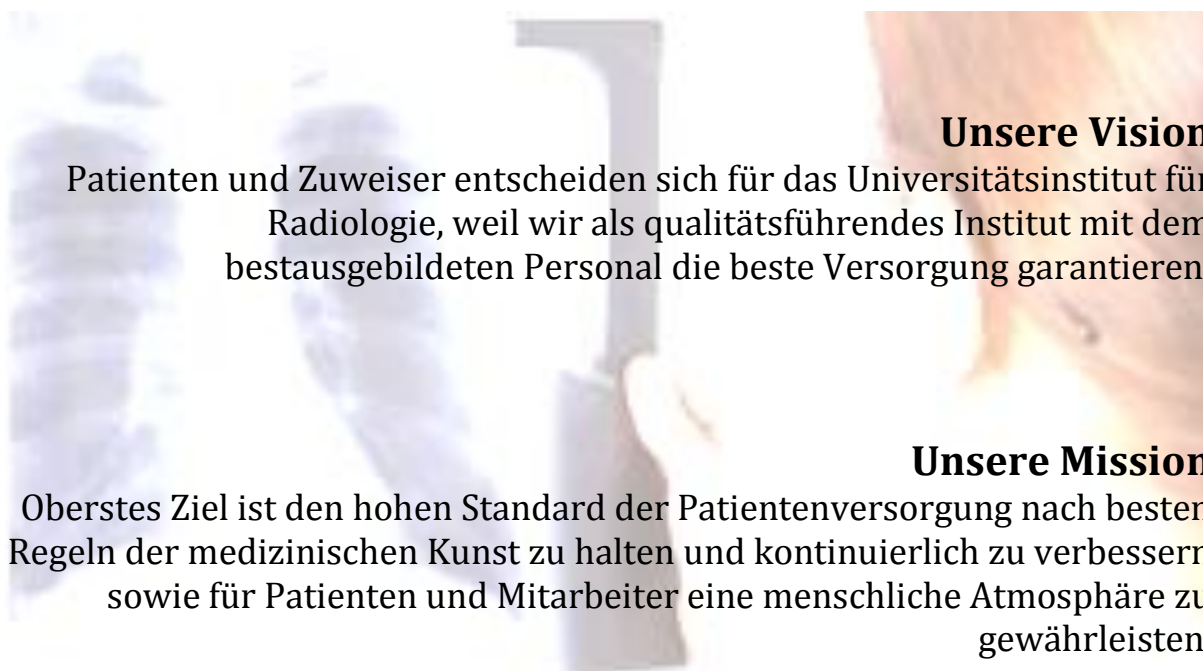 Unsere Vision
Patienten und Zuweiser entscheiden sich für das Universitätsinstitut für
Radiologie, weil wir als qualitätsführendes Institut mit dem
bestausgebildeten Personal die beste Versorgung garantieren
Unsere Mission
Oberstes Ziel ist den hohen Standard der Patientenversorgung nach besten
Regeln der medizinischen Kunst zu halten und kontinuierlich zu verbessern
sowie für Patienten und Mitarbeiter eine menschliche Atmosphäre zu
gewährleisten